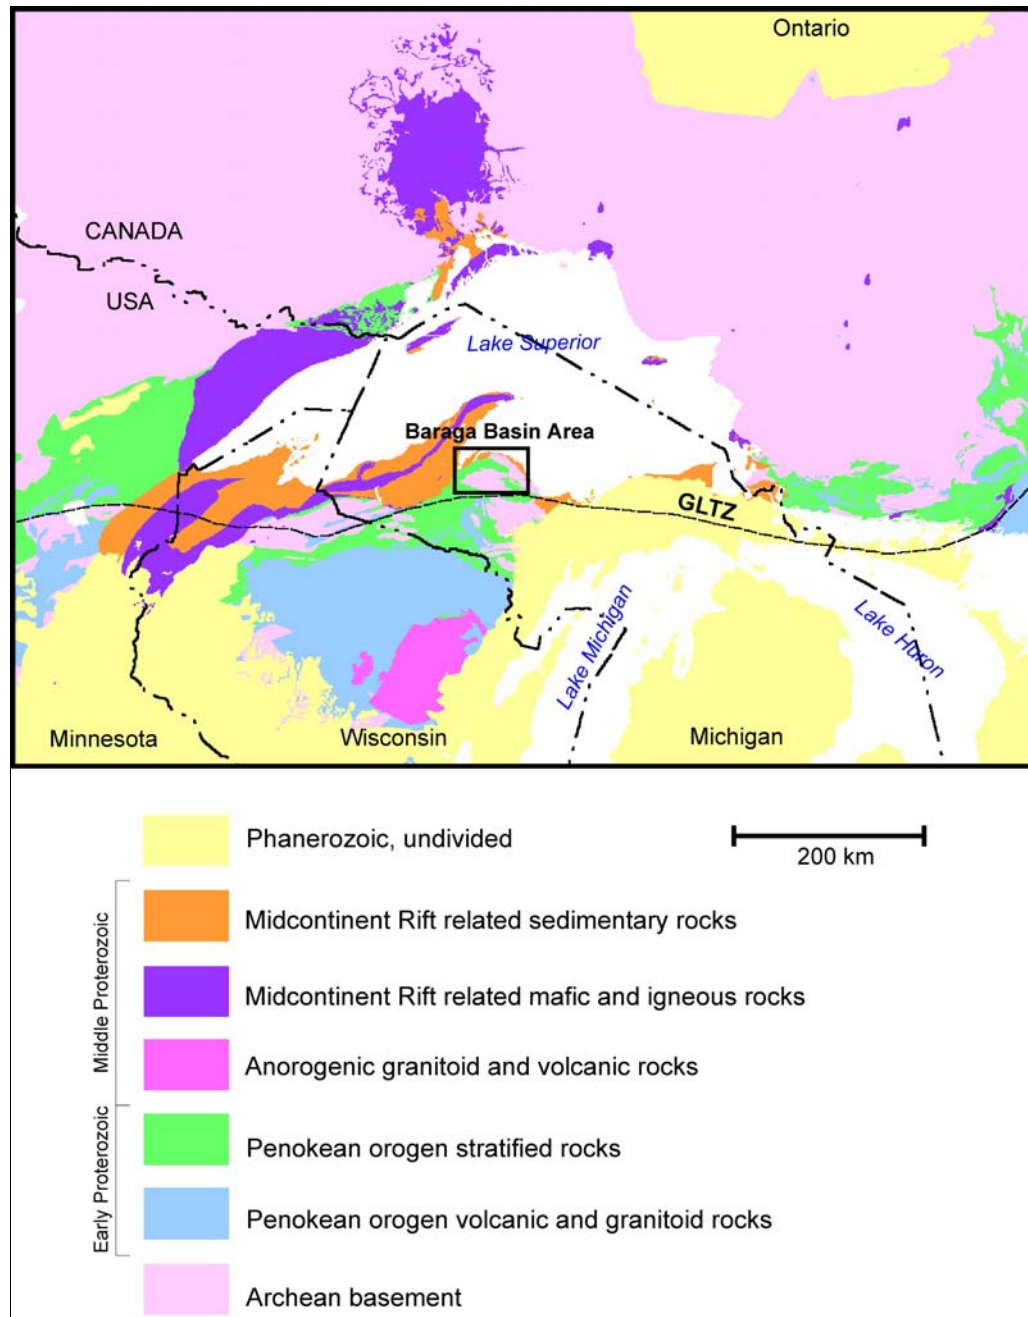 Ontario
CANADA
USA
Lake Superior
Baraga Basin Area
GLTZ
Lake Michigan
Lake Huron
Minnesota
Wisconsin
Michigan
Phanerozoic, undivided
200 km
Middle Proterozoic
Midcontinent Rift related sedimentary rocks
Midcontinent Rift related mafic and igneous rocks
Anorogenic granitoid and volcanic rocks
Early Proterozoic
Penokean orogen stratified rocks
Penokean orogen volcanic and granitoid rocks
Archean basement